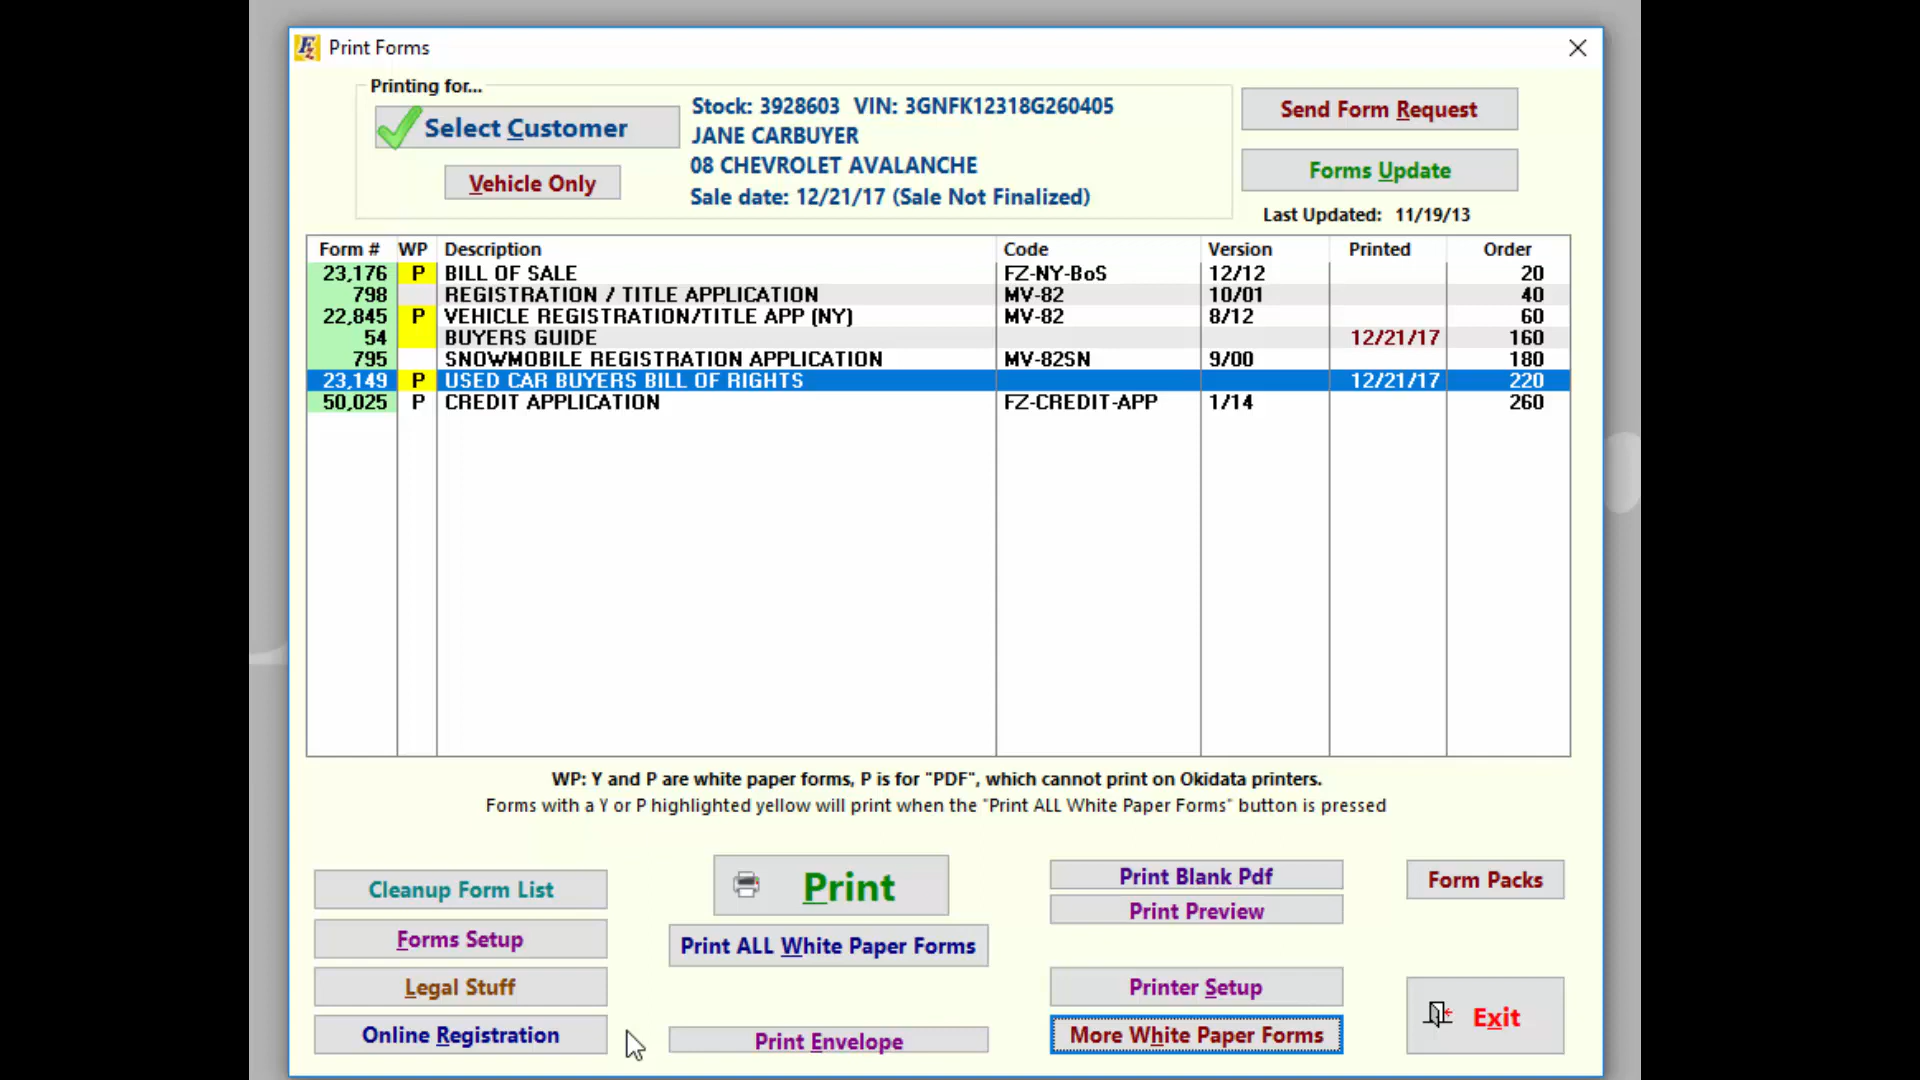 Print Forms
Printing for...
Select Customer
Vehicle Only
Stock: 3928603 VIN: 3GNFK12318G260405
JANE CARBUYER
08 CHEVROLET AVALANCHE
Sale date: 12/21/17 (Sale Not Finalized)
Send Form Request
Forms Update
Last Updated: 11/19/13
Form # WP Description Code Version Printed Order
23,176 P BILL OF SALE FZ-NY-BoS 12/12 20
798 REGISTRATION / TITLE APPLICATION MV-82 10/01 40
22,845 P VEHICLE REGISTRATION/TITLE APP (NY) MV-82 8/12 60
54 BUYERS GUIDE 12/21/17 160
795 SNOWMOBILE REGISTRATION APPLICATION MV-82SN 9/00 180
23,149 P USED CAR BUYERS BILL OF RIGHTS 12/21/17 220
50,025 P CREDIT APPLICATION FZ-CREDIT-APP 1/14 260
WP: Y and P are white paper forms, P is for "PDF", which cannot print on Okidata printers.
Forms with a Y or P highlighted yellow will print when the "Print ALL White Paper Forms" button is pressed
Cleanup Form List
Forms Setup
Legal Stuff
Online Registration
Print
Print ALL White Paper Forms
Print Envelope
Print Blank Pdf
Print Preview
Printer Setup
More White Paper Forms
Form Packs
Exit